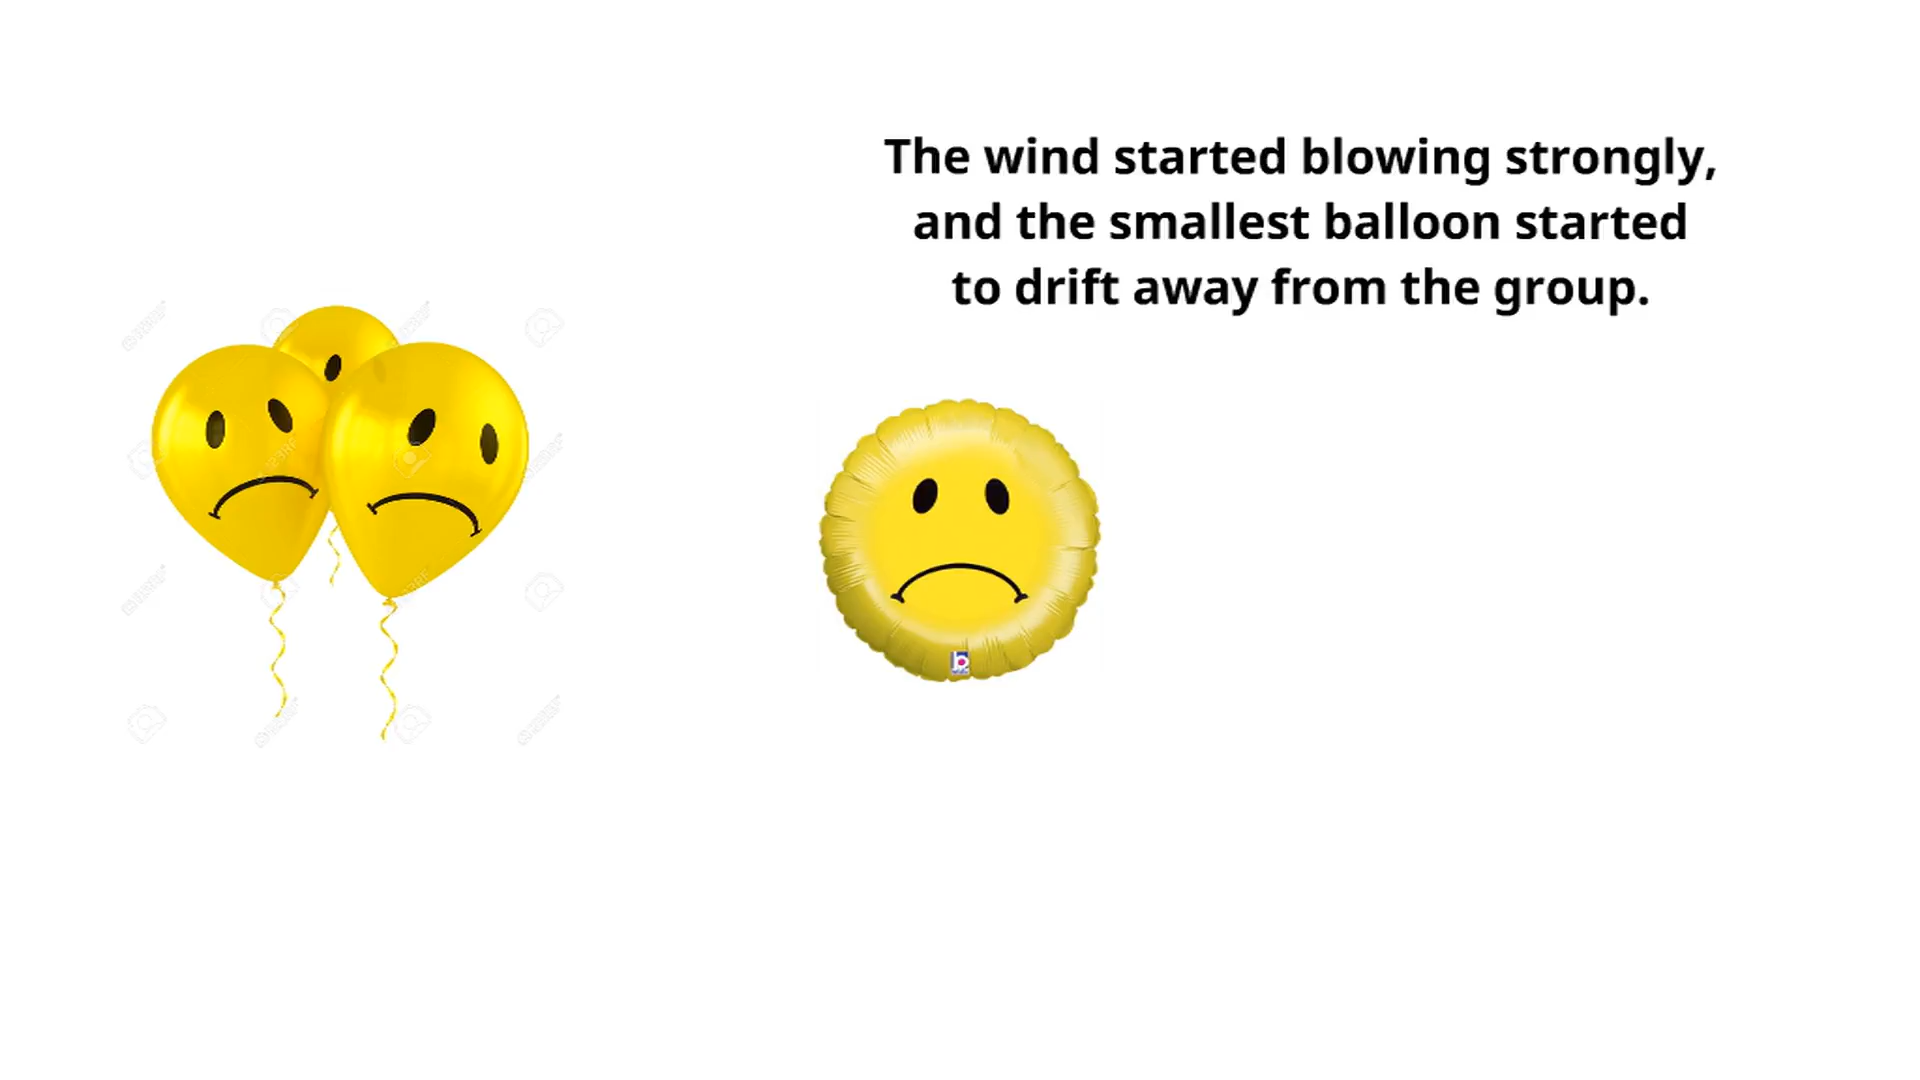 The wind started blowing strongly,
and the smallest balloon started
to drift away from the group.